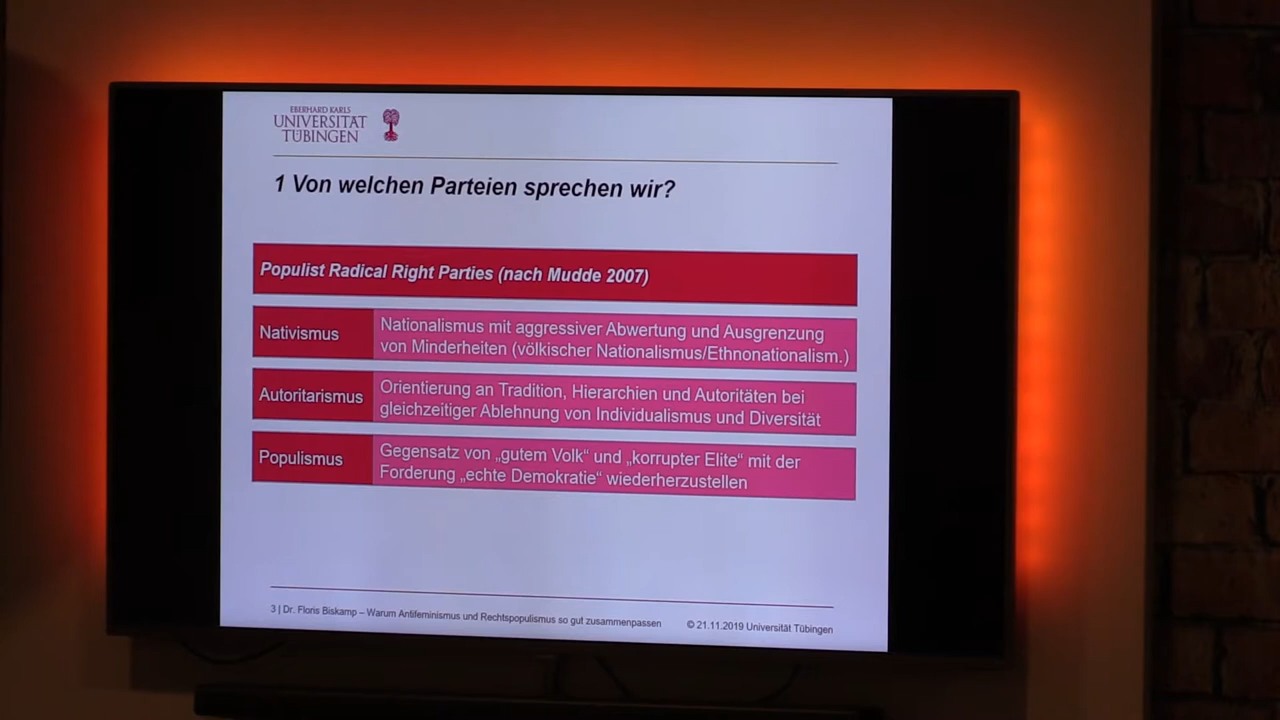 EBERHARD KARLS
UNIVERSITÄT
TÜBINGEN
1 Von welchen Parteien sprechen wir?
Populist Radical Right Parties (nach Mudde 2007)
Nativismus
Nationalismus mit aggressiver Abwertung und Ausgrenzung
von Minderheiten (völkischer Nationalismus/Ethnonationalism.)
Autoritarismus
Orientierung an Tradition, Hierarchien und Autoritäten bei
gleichzeitiger Ablehnung von Individualismus und Diversität
Populismus
Gegensatz von „gutem Volk“ und „korrupter Elite“ mit der
Forderung „echte Demokratie“ wiederherzustellen
3 | Dr. Floris Biskamp – Warum Antifeminismus und Rechtspopulismus so gut zusammenpassen
© 21.11.2019 Universität Tübingen